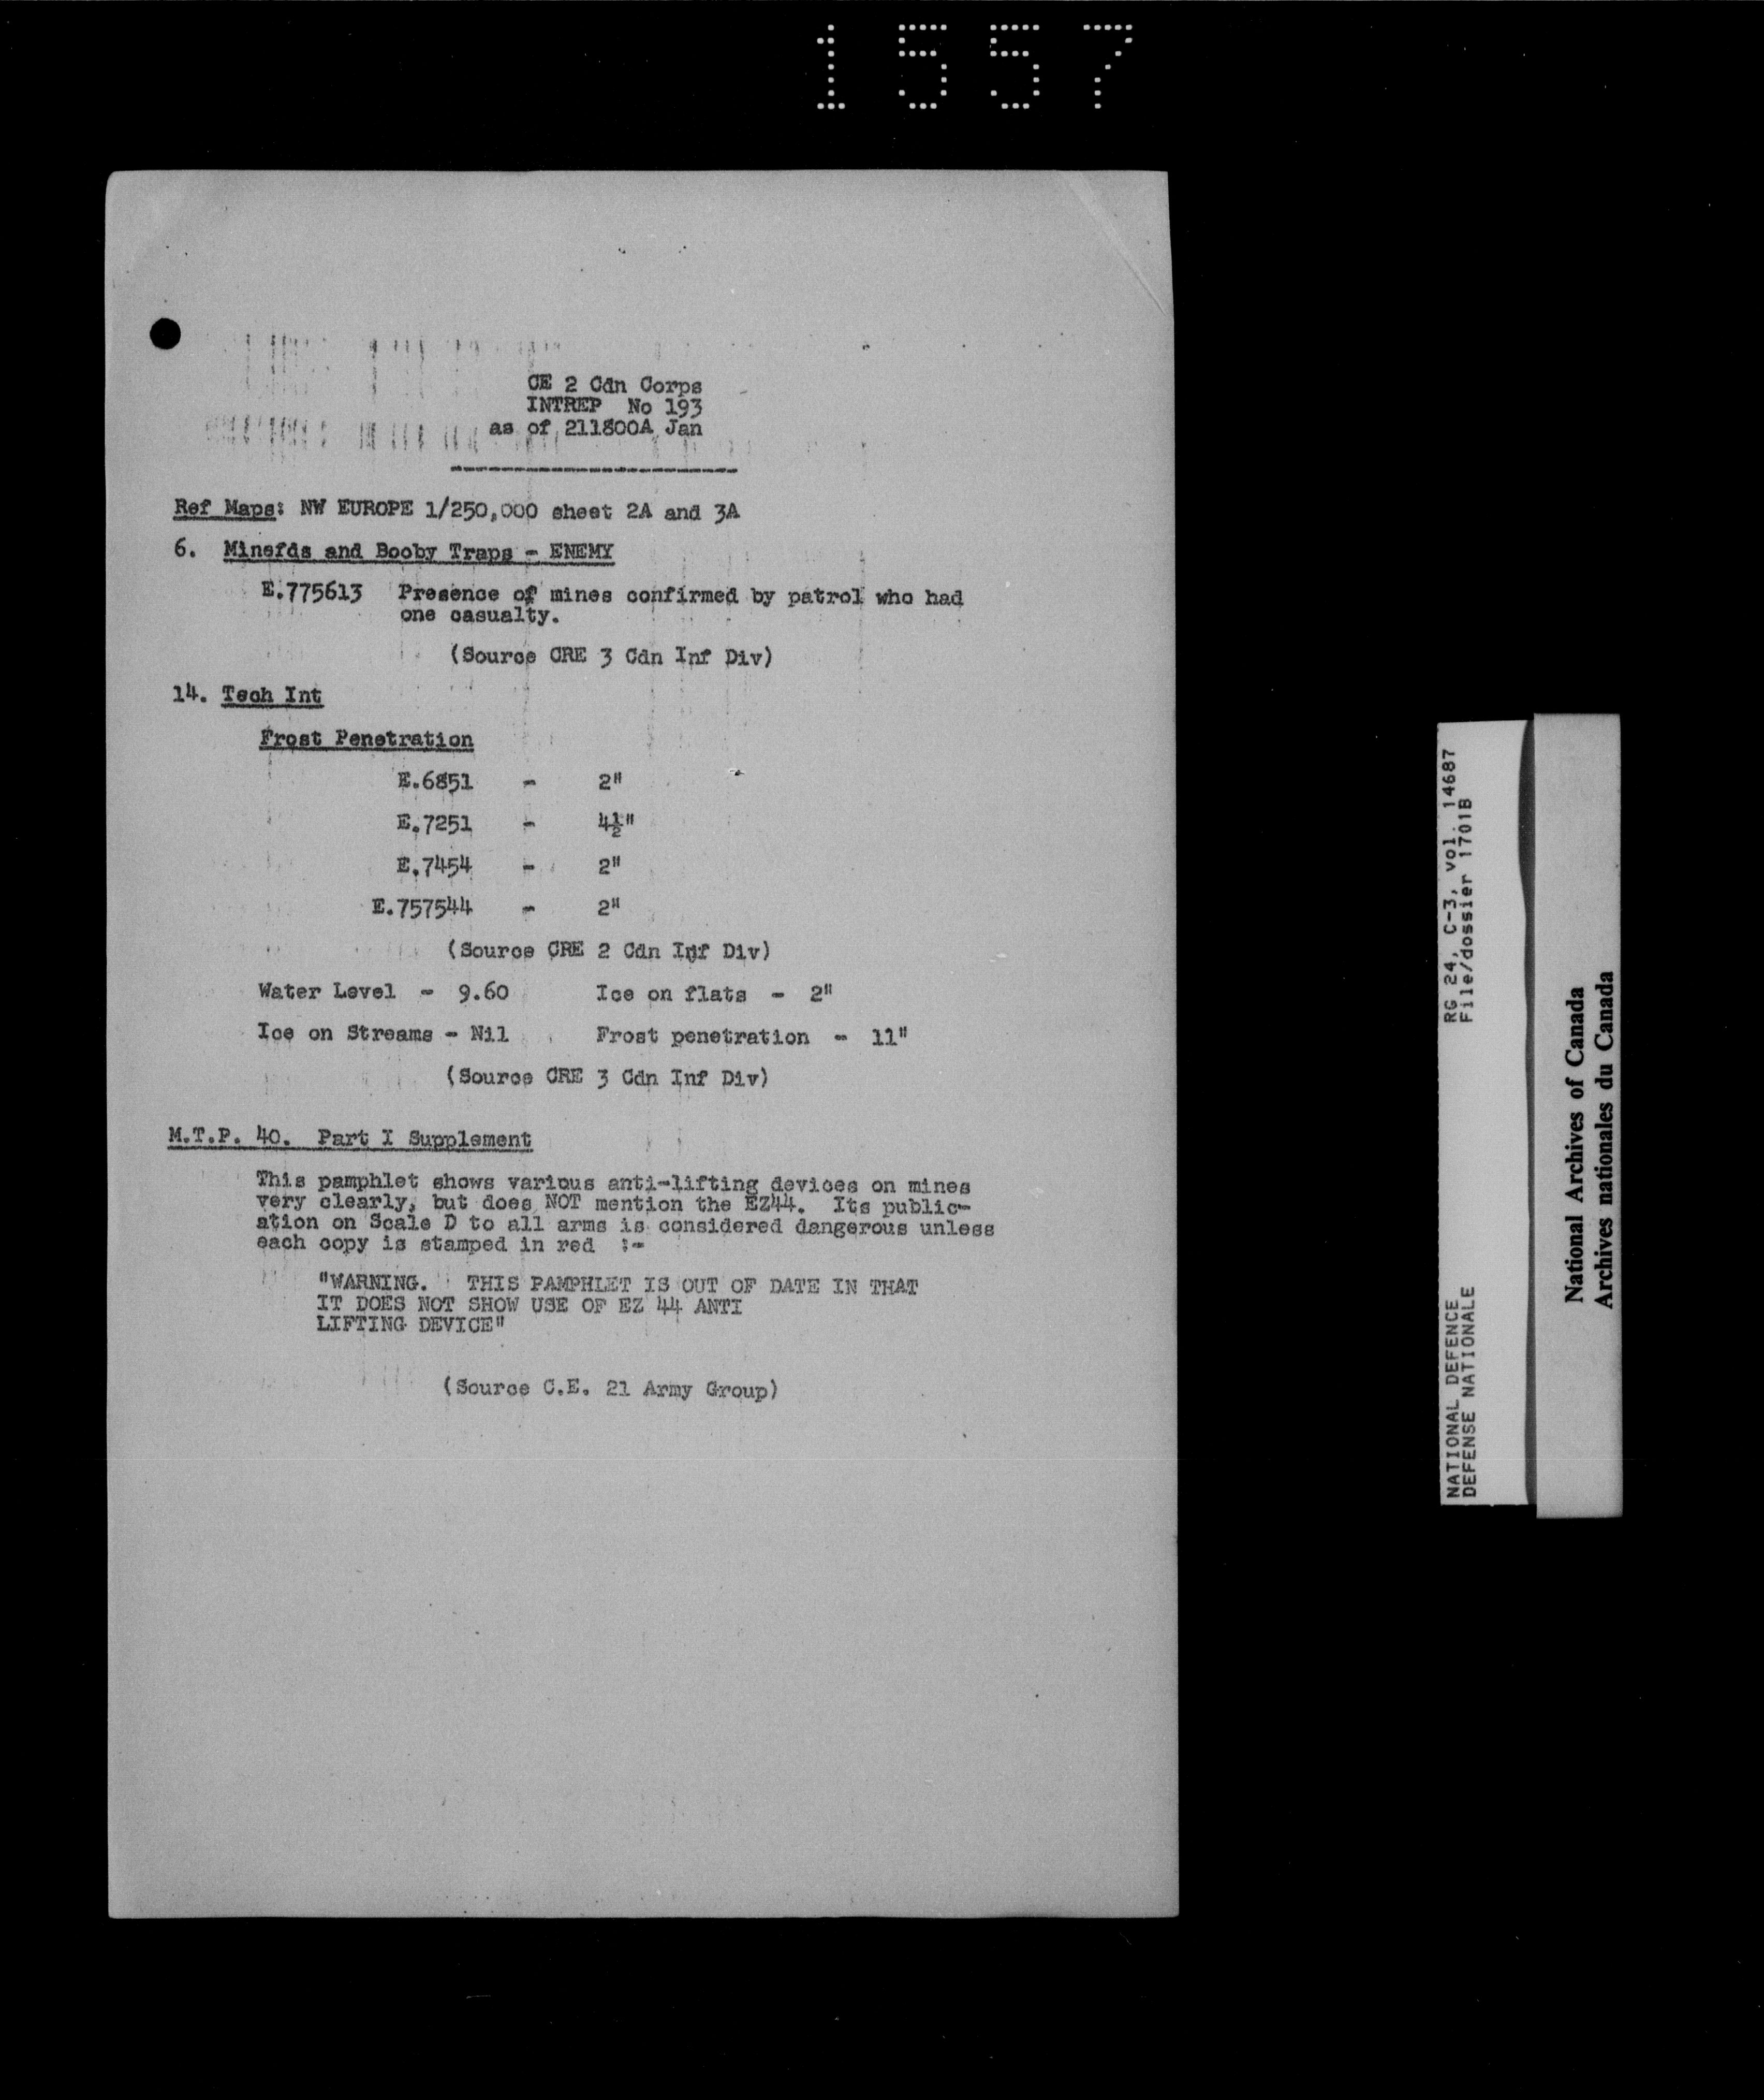 1557
CE 2 Cdn Corps
INTREP No 193
as of 211800A Jan
Ref Maps: NW EUROPE 1/250,000 sheet 2A and 3A
6. Minefds and Booby Traps - ENEMY
E.775613 Presence of mines confirmed by patrol who had
one casualty.
(Source CRE 3 Cdn Inf Div)
14. Tech Int
Frost Penetration
E.6851 - 2"
E.7251 - 4½"
E.7454 - 2"
E.757544 - 2"
(Source CRE 2 Cdn Inf Div)
Water Level - 9.60 Ice on flats - 2"
Ice on Streams - Nil Frost penetration - 11"
(Source CRE 3 Cdn Inf Div)
M.T.P. 40. Part I Supplement
This pamphlet shows various anti-lifting devices on mines
very clearly, but does NOT mention the EZ44. Its public-
ation on Scale D to all arms is considered dangerous unless
each copy is stamped in red :-
"WARNING. THIS PAMPHLET IS OUT OF DATE IN THAT
IT DOES NOT SHOW USE OF EZ 44 ANTI
LIFTING DEVICE"
(Source C.E. 21 Army Group)
NATIONAL DEFENCE RG 24, C-3, vol. 14687
DEFENSE NATIONALE File/dossier 1701B
National Archives of Canada
Archives nationales du Canada